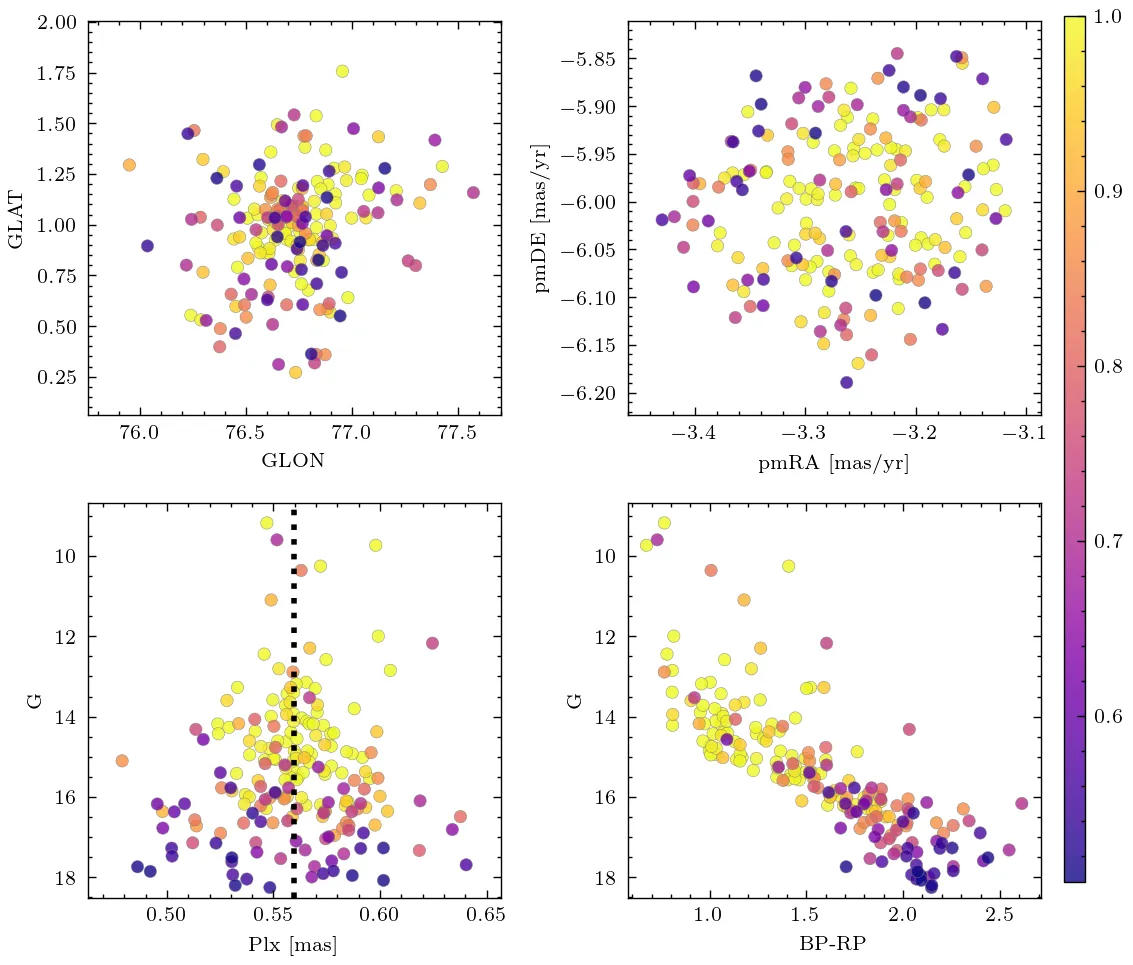 2.00
1.75
1.50
1.25
1.00
0.75
0.50
0.25
GLAT
76.0 76.5 77.0 77.5
GLON
−5.85
−5.90
−5.95
−6.00
−6.05
−6.10
−6.15
−6.20
pmDE [mas/yr]
−3.4 −3.3 −3.2 −3.1
pmRA [mas/yr]
1.0
0.9
0.8
0.7
0.6
10
12
14
16
18
G
0.50 0.55 0.60 0.65
Plx [mas]
10
12
14
16
18
G
1.0 1.5 2.0 2.5
BP-RP